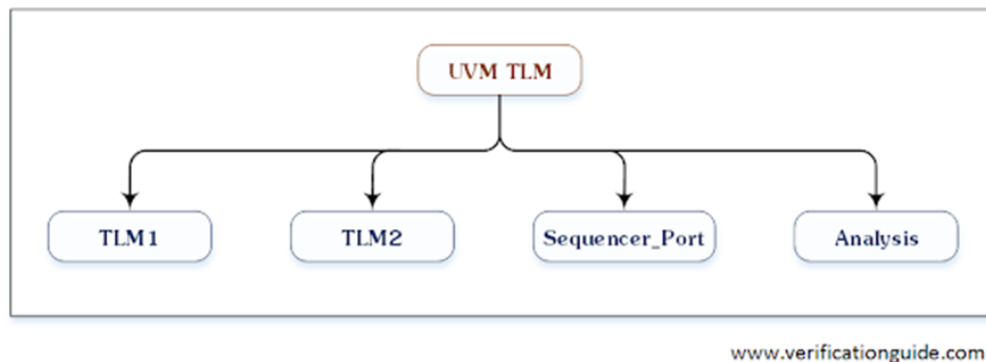 UVM TLM
TLM1
TLM2
Sequencer_Port
Analysis
www.verificationguide.com